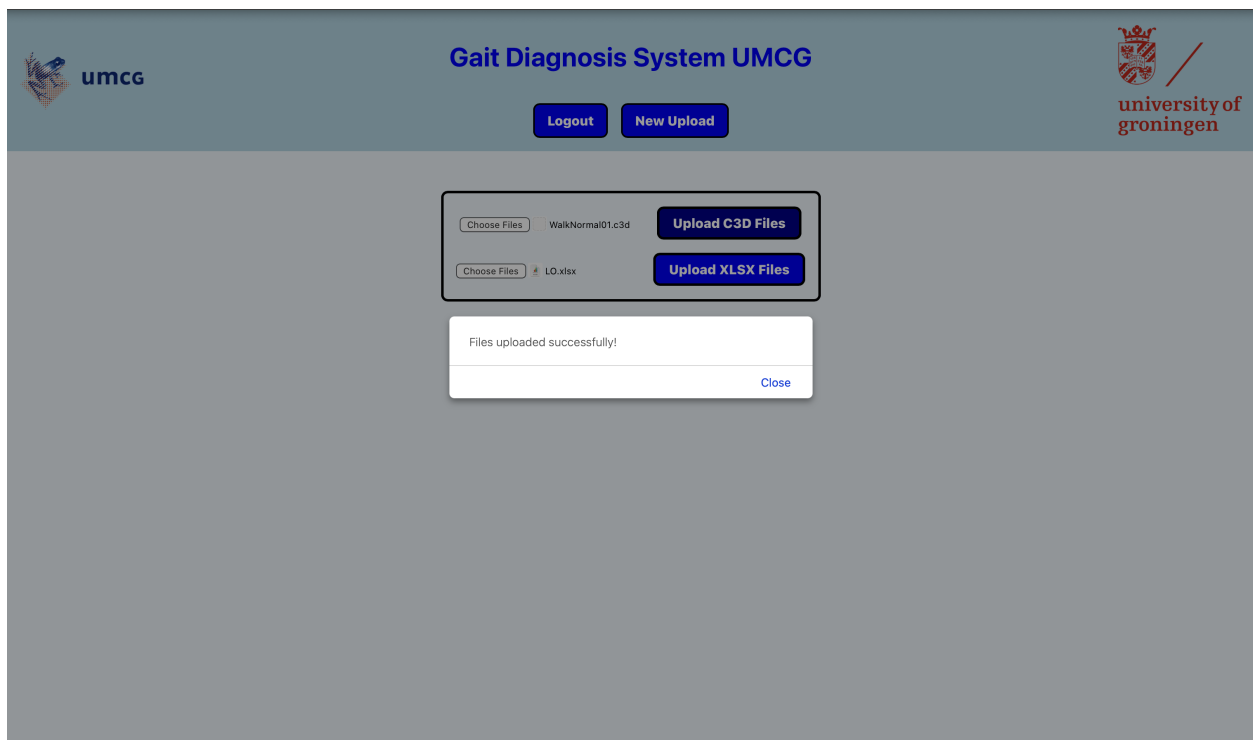 umcg
Gait Diagnosis System UMCG
Logout New Upload
university of
groningen
Choose Files WalkNormal01.c3d Upload C3D Files
Choose Files LO.xlsx Upload XLSX Files
Files uploaded successfully!
Close